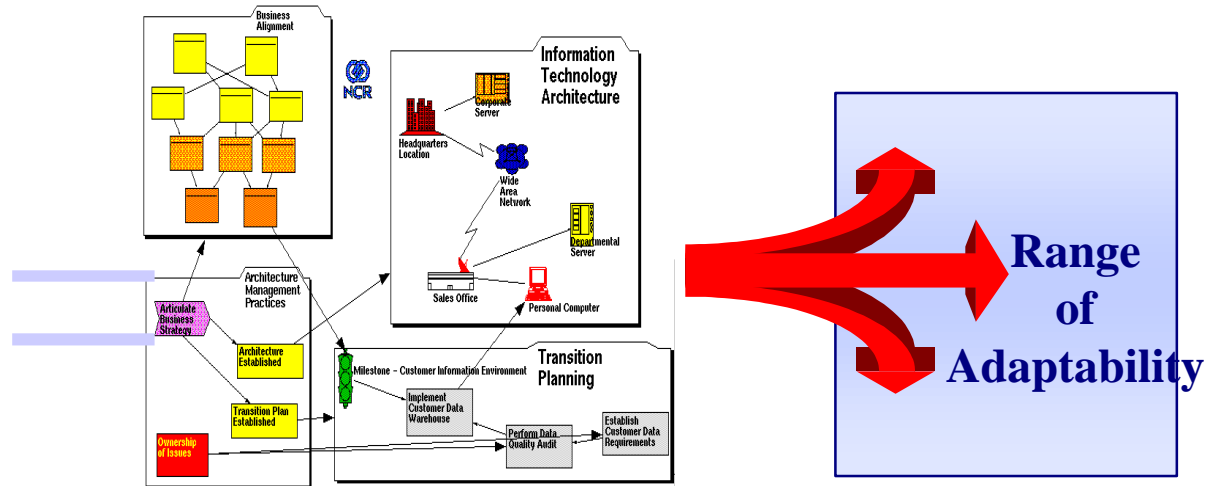 Business
Alignment
NCR
Information
Technology
Architecture
Corporate
Server
Headquarters
Location
Wide
Area
Network
Departmental
Server
Sales Office
Personal Computer
Architecture
Management
Practices
Articulate
Business
Strategy
Architecture
Established
Transition Plan
Established
Ownership
of Issues
Transition
Planning
Milestone - Customer Information Environment
Implement
Customer Data
Warehouse
Perform Data
Quality Audit
Establish
Customer Data
Requirements
Range
of
Adaptability